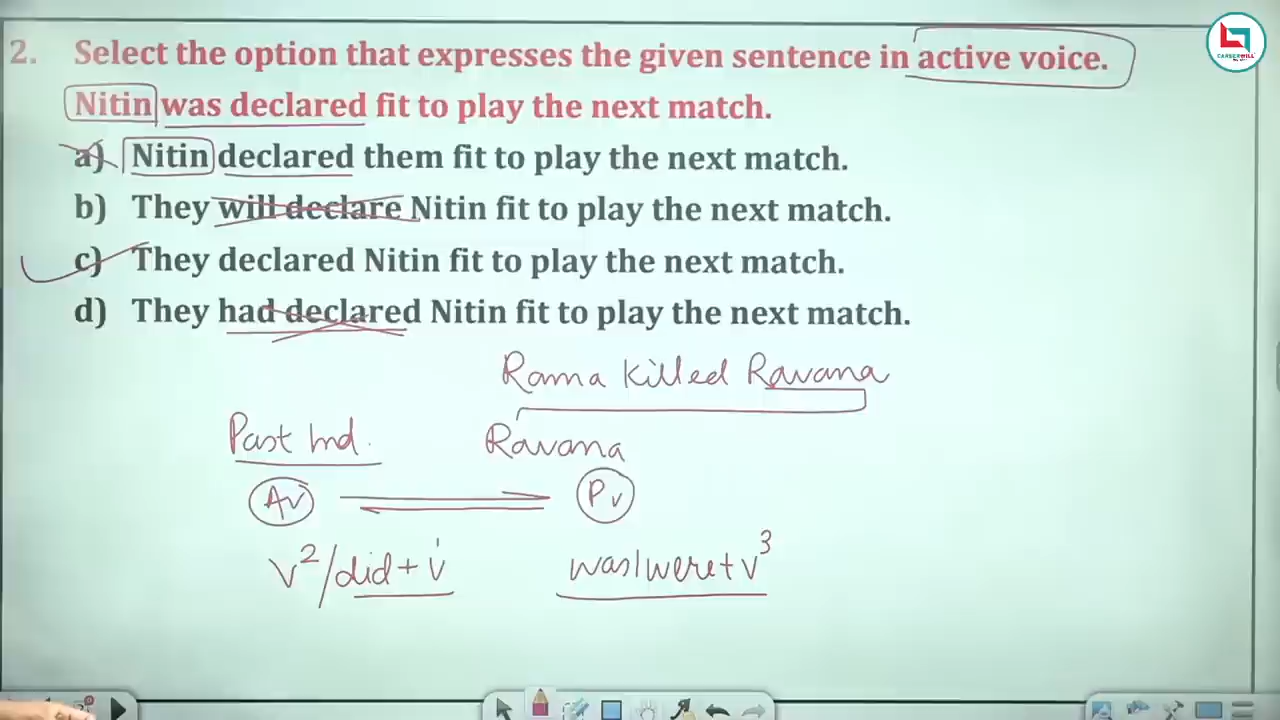 2. Select the option that expresses the given sentence in active voice.
Nitin was declared fit to play the next match.
a) Nitin declared them fit to play the next match.
b) They will declare Nitin fit to play the next match.
c) They declared Nitin fit to play the next match.
d) They had declared Nitin fit to play the next match.
Rama killed Ravana
Past Ind.
Ravana
Av
Pv
v²/did + v¹
was/were + v³
CAREERWILL